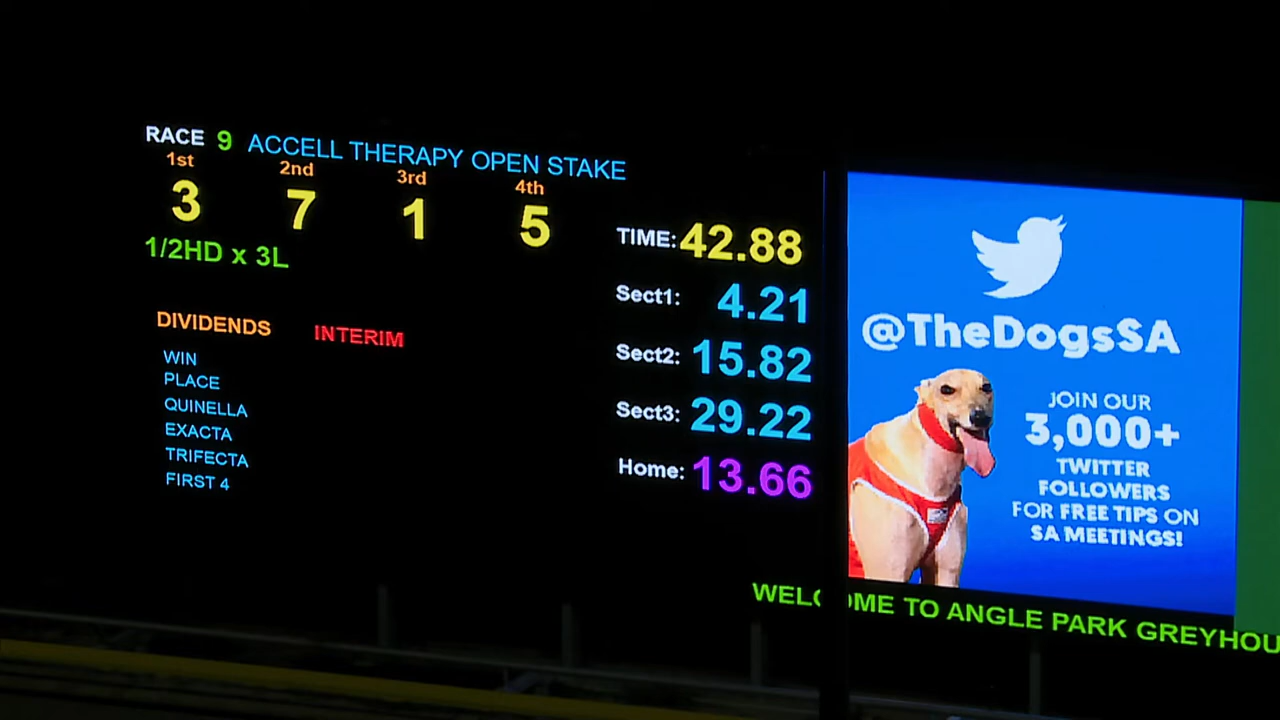 RACE 9 ACCELL THERAPY OPEN STAKE
1st 2nd 3rd 4th
3 7 1 5
1/2HD x 3L
TIME: 42.88
Sect1: 4.21
Sect2: 15.82
Sect3: 29.22
Home: 13.66
DIVIDENDS INTERIM
WIN
PLACE
QUINELLA
EXACTA
TRIFECTA
FIRST 4
@TheDogsSA
JOIN OUR
3,000+
TWITTER
FOLLOWERS
FOR FREE TIPS ON
SA MEETINGS!
WELCOME TO ANGLE PARK GREYHOU